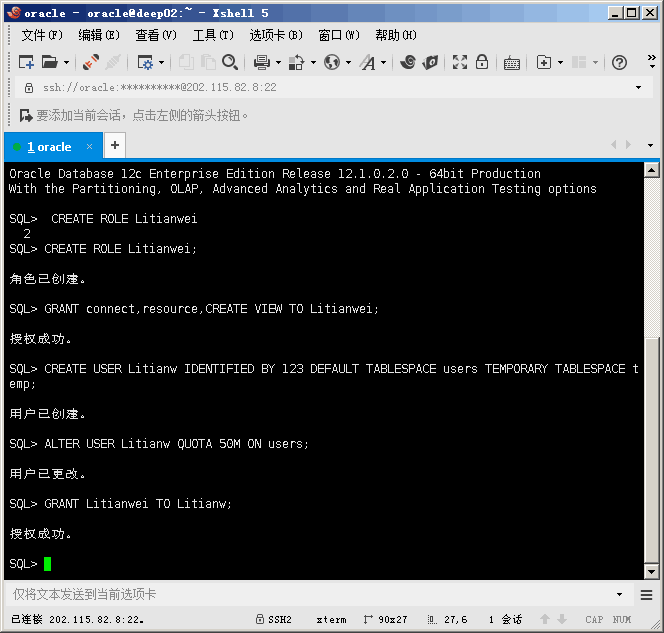 oracle - oracle@deep02:~ - Xshell 5
文件(F) 编辑(E) 查看(V) 工具(T) 选项卡(B) 窗口(W) 帮助(H)
ssh://oracle:**********@202.115.82.8:22
要添加当前会话，点击左侧的箭头按钮。
1 oracle × +
Oracle Database 12c Enterprise Edition Release 12.1.0.2.0 - 64bit Production
With the Partitioning, OLAP, Advanced Analytics and Real Application Testing options
SQL>  CREATE ROLE Litianwei
2
SQL> CREATE ROLE Litianwei;
角色已创建。
SQL> GRANT connect,resource,CREATE VIEW TO Litianwei;
授权成功。
SQL> CREATE USER Litianw IDENTIFIED BY 123 DEFAULT TABLESPACE users TEMPORARY TABLESPACE t
emp;
用户已创建。
SQL> ALTER USER Litianw QUOTA 50M ON users;
用户已更改。
SQL> GRANT Litianwei TO Litianw;
授权成功。
SQL>
仅将文本发送到当前选项卡
已连接 202.115.82.8:22。 SSH2 xterm 90x27 27,6 1 会话 CAP NUM